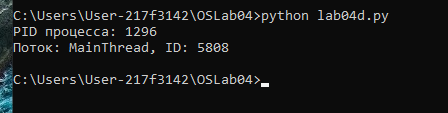 C:\Users\User-217f3142\OSLab04>python lab04d.py
PID процесса: 1296
Поток: MainThread, ID: 5808
C:\Users\User-217f3142\OSLab04>